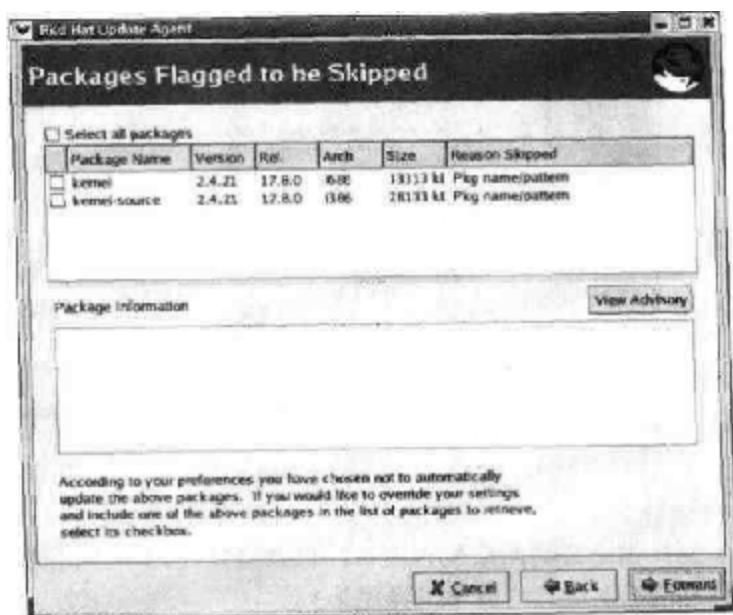 Red Hat Update Agent
Packages Flagged to be Skipped
Select all packages
Package Name Version Rel. Arch Size Reason Skipped
kernel 2.4.21 17.8.0 i686 13313 Pkg name/pattern
kernel-source 2.4.21 17.8.0 i386 Pkg name/pattern
Package Information
View Advisory
According to your preferences you have chosen not to automatically
update the above packages. If you would like to override your settings
and include one of the above packages in the list of packages to retrieve,
select its checkbox.
Cancel Back Forward